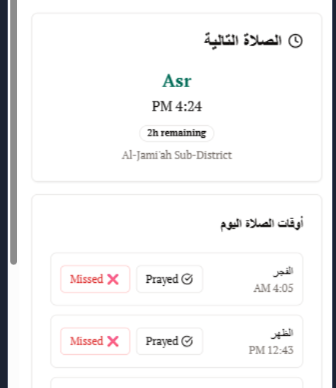 الصلاة التالية
Asr
PM 4:24
2h remaining
Al-Jami'ah Sub-District
أوقات الصلاة اليوم
الفجر
AM 4:05
Prayed
Missed
الظهر
PM 12:43
Prayed
Missed